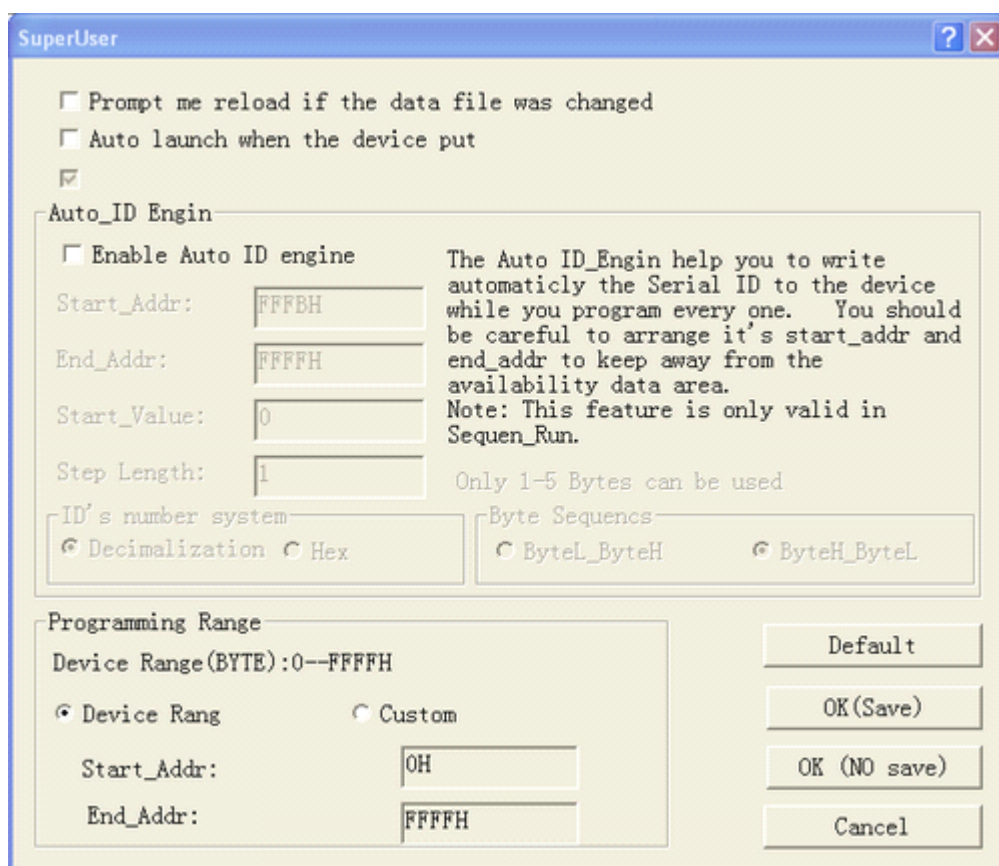 SuperUser
Prompt me reload if the data file was changed
Auto launch when the device put
Auto_ID Engin
Enable Auto ID engine
Start_Addr: FFFBH
End_Addr: FFFFH
Start_Value: 0
Step Length: 1
The Auto ID_Engin help you to write
automaticly the Serial ID to the device
while you program every one. You should
be careful to arrange it's start_addr and
end_addr to keep away from the
availability data area.
Note: This feature is only valid in
Sequen_Run.
Only 1-5 Bytes can be used
ID's number system
Decimalization Hex
Byte Sequencs
ByteL_ByteH ByteH_ByteL
Programming Range
Device Range(BYTE):0--FFFFH
Device Rang Custom
Start_Addr: 0H
End_Addr: FFFFH
Default
OK(Save)
OK (NO save)
Cancel